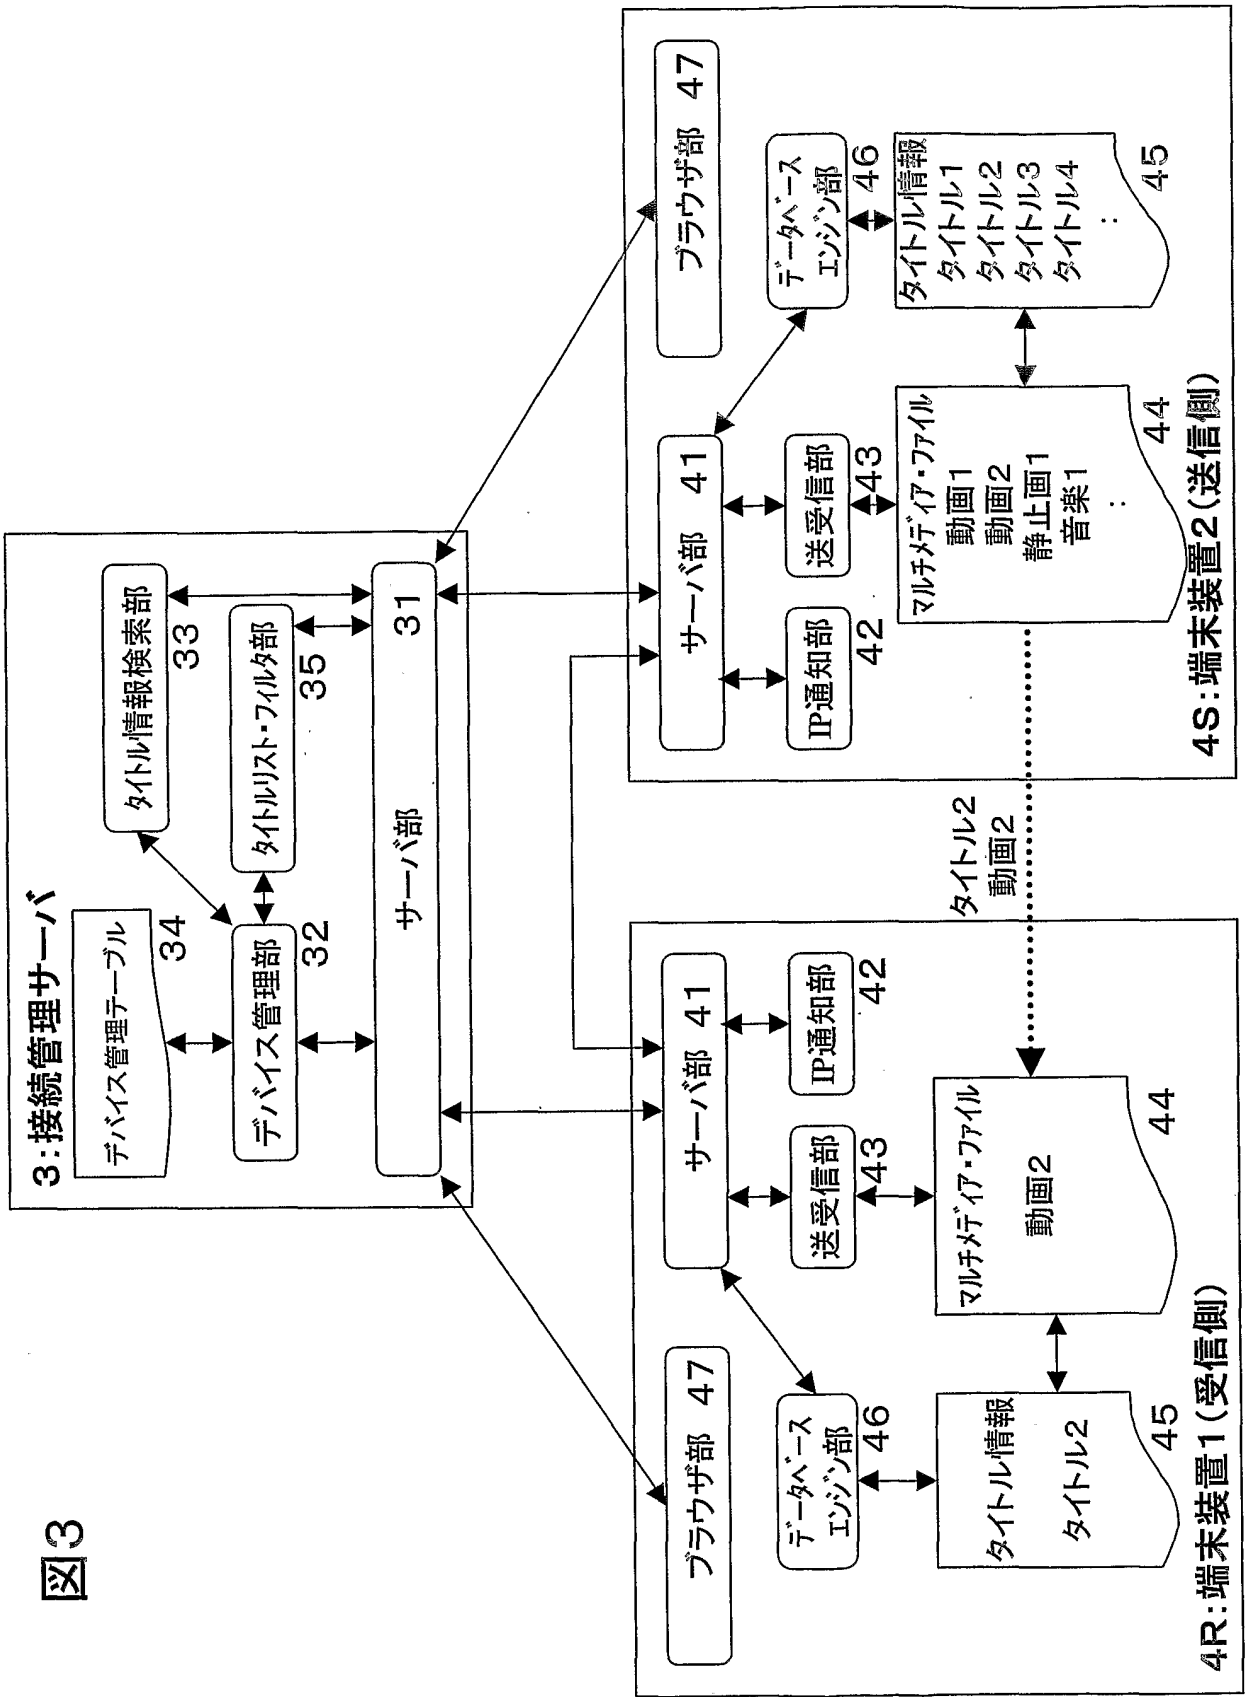 図3
3:接続管理サーバ
デバイス管理テーブル
34
デバイス管理部
32
タイトル情報検索部
33
タイトルリスト・フィルタ部
35
サーバ部 31
ブラウザ部 47
サーバ部 41
データベース
エンジン部
46
送受信部
43
IP通知部
42
タイトル情報
タイトル2
45
マルチメディア・ファイル
動画2
44
4R:端末装置1(受信側)
タイトル2
動画2
サーバ部 41
ブラウザ部 47
IP通知部
42
送受信部
43
データベース
エンジン部
46
マルチメディア・ファイル
動画1
動画2
静止画1
音楽1
:
44
タイトル情報
タイトル1
タイトル2
タイトル3
タイトル4
:
45
4S:端末装置2(送信側)